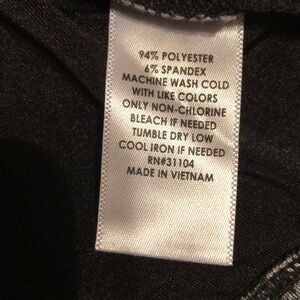 94% POLYESTER
6% SPANDEX
MACHINE WASH COLD
WITH LIKE COLORS
ONLY NON-CHLORINE
BLEACH IF NEEDED
TUMBLE DRY LOW
COOL IRON IF NEEDED
RN#31104
MADE IN VIETNAM